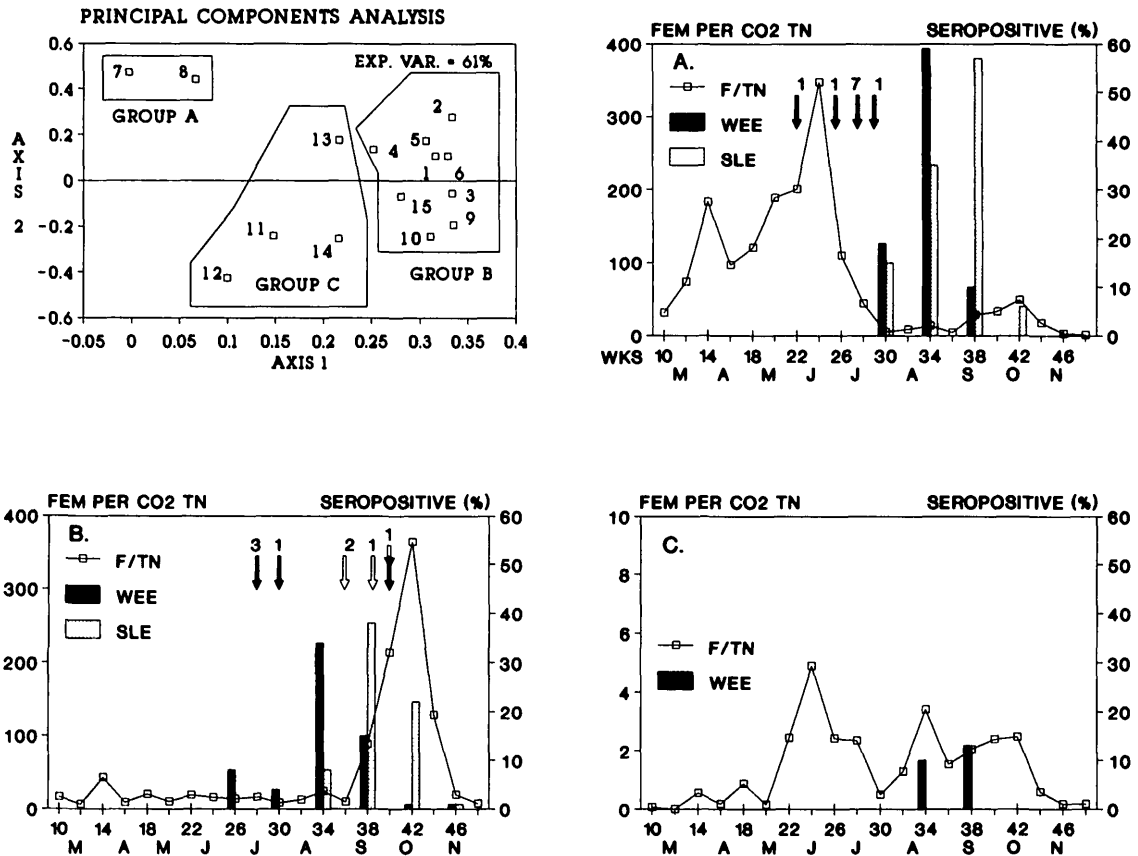 PRINCIPAL COMPONENTS ANALYSIS
0.6
0.4
0.2
0
-0.2
-0.4
-0.6
AXIS 2
EXP. VAR. = 61%
7
8
GROUP A
2
13
4
5
1
6
3
15
9
11
10
14
12
GROUP C
GROUP B
-0.05 0 0.05 0.1 0.15 0.2 0.25 0.3 0.35 0.4
AXIS 1
FEM PER CO2 TN SEROPOSITIVE (%)
A.
F/TN
WEE
SLE
1 1 7 1
400
300
200
100
0
60
50
40
30
20
10
0
WKS 10 14 18 22 26 30 34 38 42 46
M A M J J A S O N
FEM PER CO2 TN SEROPOSITIVE (%)
B.
F/TN
WEE
SLE
3 1 2 1 1
400
300
200
100
0
60
50
40
30
20
10
0
10 14 18 22 26 30 34 38 42 46
M A M J J A S O N
FEM PER CO2 TN SEROPOSITIVE (%)
C.
F/TN
WEE
10
8
6
4
2
0
60
50
40
30
20
10
0
10 14 18 22 26 30 34 38 42 46
M A M J J A S O N